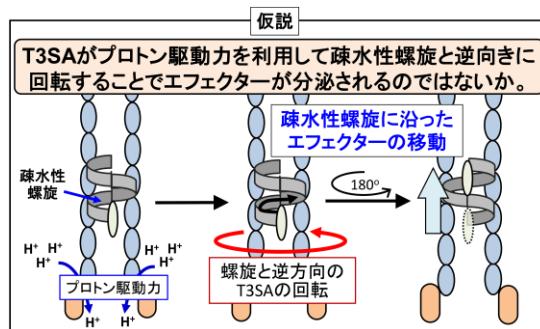 仮説
T3SAがプロトン駆動力を利用して疎水性螺旋と逆向きに
回転することでエフェクターが分泌されるのではないか。
疎水性螺旋に沿った
エフェクターの移動
疎水性
螺旋
180°
H⁺ H⁺
H⁺
H⁺ H⁺
H⁺
プロトン駆動力
H⁺ H⁺
螺旋と逆方向の
T3SAの回転